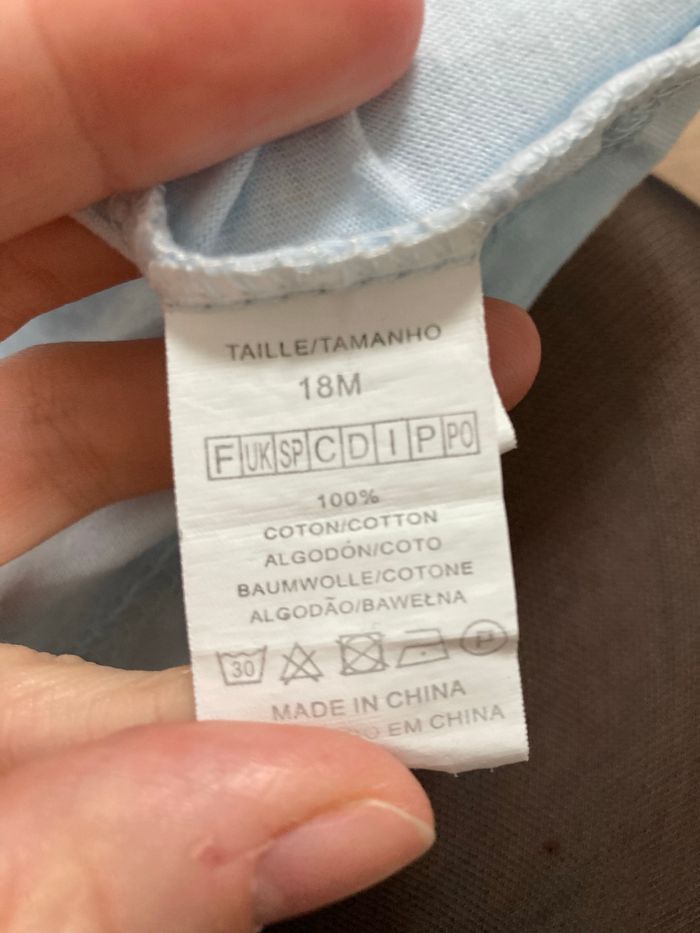 TAILLE/TAMANHO
18M
F UK SP C D I P PO
100%
COTON/COTTON
ALGODÓN/COTO
BAUMWOLLE/COTONE
ALGODÃO/BAWEŁNA
30 P
MADE IN CHINA
O EM CHINA